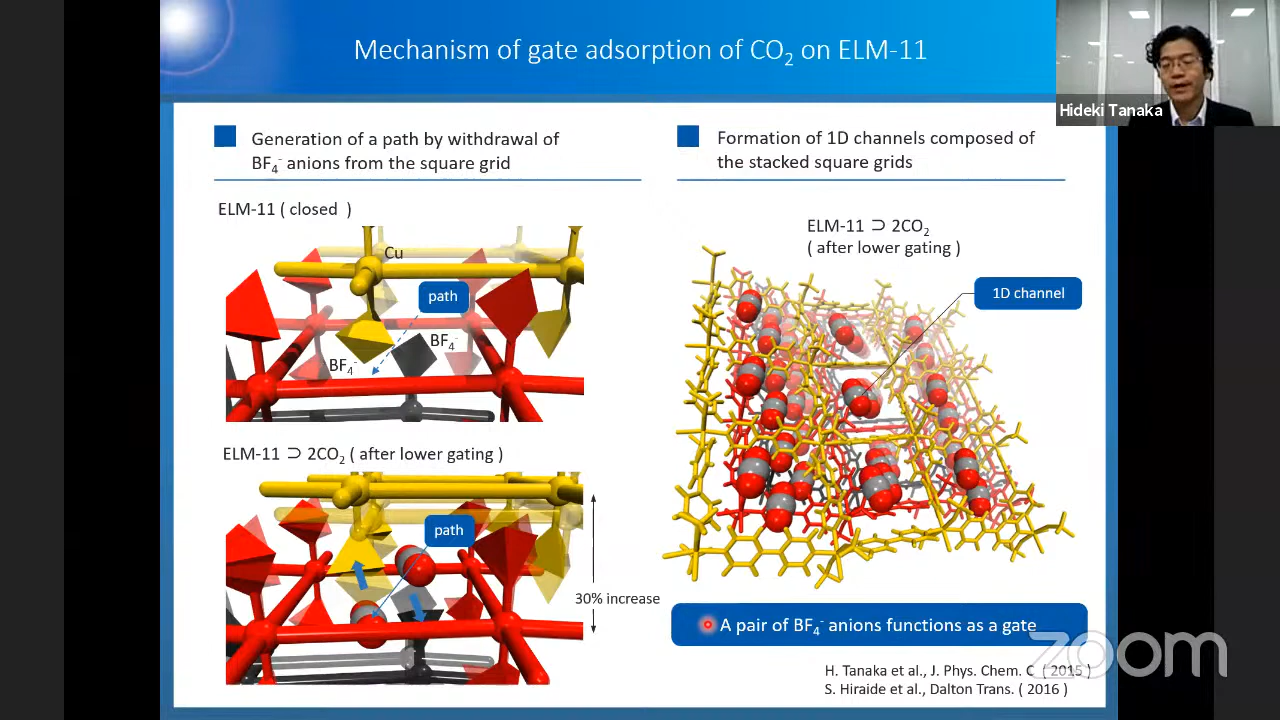 Mechanism of gate adsorption of CO₂ on ELM-11
Hideki Tanaka
Generation of a path by withdrawal of
BF₄⁻ anions from the square grid
ELM-11 ( closed )
Cu
path
BF₄⁻
BF₄⁻
ELM-11 ⊃ 2CO₂ ( after lower gating )
path
30% increase
Formation of 1D channels composed of
the stacked square grids
ELM-11 ⊃ 2CO₂
( after lower gating )
1D channel
A pair of BF₄⁻ anions functions as a gate
H. Tanaka et al., J. Phys. Chem. C ( 2015 )
S. Hiraide et al., Dalton Trans. ( 2016 )
zoom